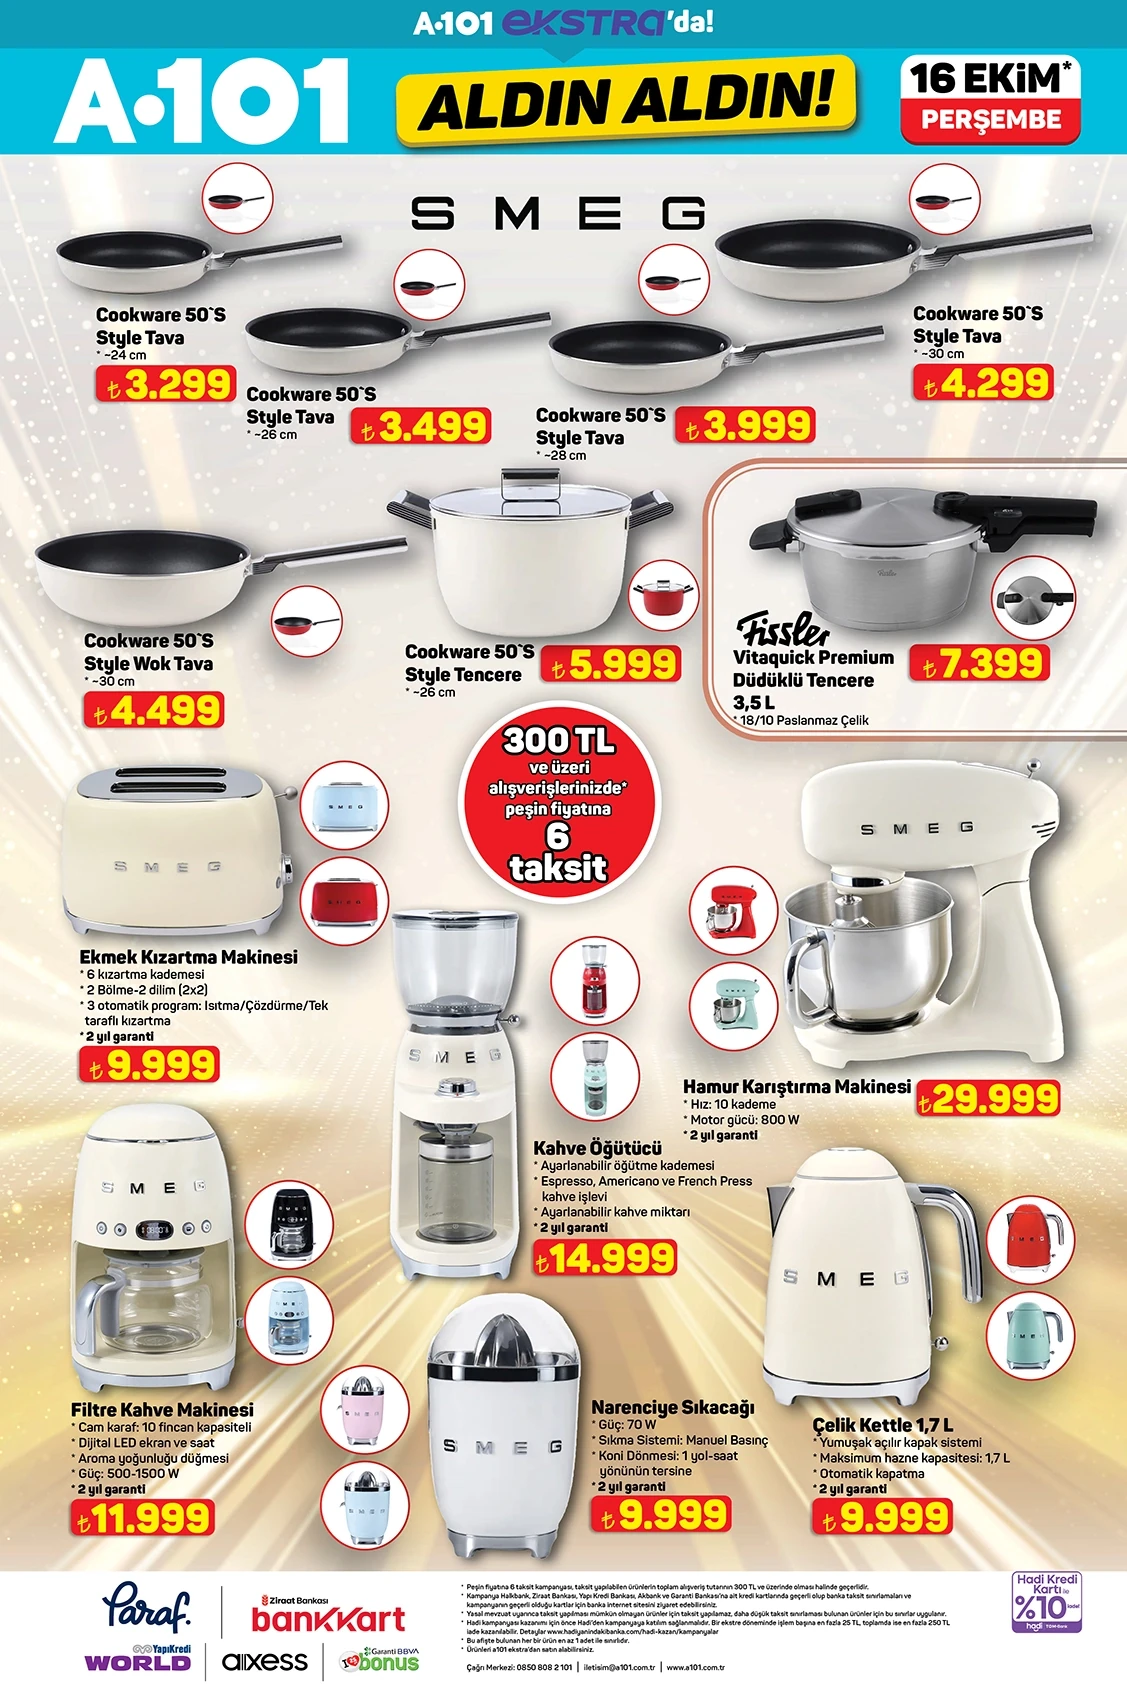 A·101 EKSTRA'da!
A·101
ALDIN ALDIN!
16 EKİM*
PERŞEMBE
SMEG
Cookware 50`S
Style Tava
* ~24 cm
₺3.299
Cookware 50`S
Style Tava
* ~26 cm
₺3.499
Cookware 50`S
Style Tava
* ~28 cm
₺3.999
Cookware 50`S
Style Tava
* ~30 cm
₺4.299
Cookware 50`S
Style Wok Tava
* ~30 cm
₺4.499
Cookware 50`S
Style Tencere
* ~26 cm
₺5.999
Fissler
Fissler
Vitaquick Premium
Düdüklü Tencere
3,5 L
* 18/10 Paslanmaz Çelik
₺7.399
300 TL
ve üzeri
alışverişlerinizde*
peşin fiyatına
6
taksit
SMEG
SMEG
SMEG
Ekmek Kızartma Makinesi
* 6 kızartma kademesi
* 2 Bölme-2 dilim (2x2)
* 3 otomatik program: Isıtma/Çözdürme/Tek
taraflı kızartma
* 2 yıl garanti
₺9.999
SMEG
Kahve Öğütücü
* Ayarlanabilir öğütme kademesi
* Espresso, Americano ve French Press
kahve işlevi
* Ayarlanabilir kahve miktarı
* 2 yıl garanti
₺14.999
SMEG
SMEG
SMEG
Hamur Karıştırma Makinesi
* Hız: 10 kademe
* Motor gücü: 800 W
* 2 yıl garanti
₺29.999
SMEG
SMEG
SMEG
Filtre Kahve Makinesi
* Cam karaf: 10 fincan kapasiteli
* Dijital LED ekran ve saat
* Aroma yoğunluğu düğmesi
* Güç: 500-1500 W
* 2 yıl garanti
₺11.999
SMEG
SMEG
SMEG
Narenciye Sıkacağı
* Güç: 70 W
* Sıkma Sistemi: Manuel Basınç
* Koni Dönmesi: 1 yol-saat
yönünün tersine
* 2 yıl garanti
₺9.999
SMEG
SMEG
SMEG
Çelik Kettle 1,7 L
* Yumuşak açılır kapak sistemi
* Maksimum hazne kapasitesi: 1,7 L
* Otomatik kapatma
* 2 yıl garanti
₺9.999
Paraf.
Ziraat Bankası
bankkart
YapıKredi
WORLD
axess
Garanti BBVA
bonus
* Peşin fiyatına 6 taksit kampanyası, taksit yapılabilen ürünlerin toplam alışveriş tutarının 300 TL ve üzerinde olması halinde geçerlidir.
* Kampanya Halkbank, Ziraat Bankası, Yapı Kredi Bankası, Akbank ve Garanti Bankası'na ait kredi kartlarında geçerli olup banka taksit sınırlamaları ve
kampanyanın geçerli olduğu kartlar için banka internet sitesini ziyaret edebilirsiniz.
* Yasal mevzuat uyarınca taksit yapılması mümkün olmayan ürünler için taksit yapılamaz, daha düşük taksit sınırlaması bulunan ürünler için bu sınırlar uygulanır.
* Hadi kampanyası kazanımı için önce Hadi'den kampanyaya katılım sağlanmalıdır. Bir ekstre döneminde işlem başına en fazla 25 TL, toplamda ise en fazla 250 TL
iade kazanılabilir. Detaylar www.hadiyanindakibanka.com/hadi-kazan/kampanyalar
* Bu afişte bulunan her bir ürün en az 1 adet ile sınırlıdır.
* Ürünleri a101 ekstra'dan satın alabilirsiniz.
Çağrı Merkezi: 0850 808 2 101 | iletisim@a101.com.tr | www.a101.com.tr
Hadi Kredi
Kartı ile
%10 iade!
hadi TOM-Bank